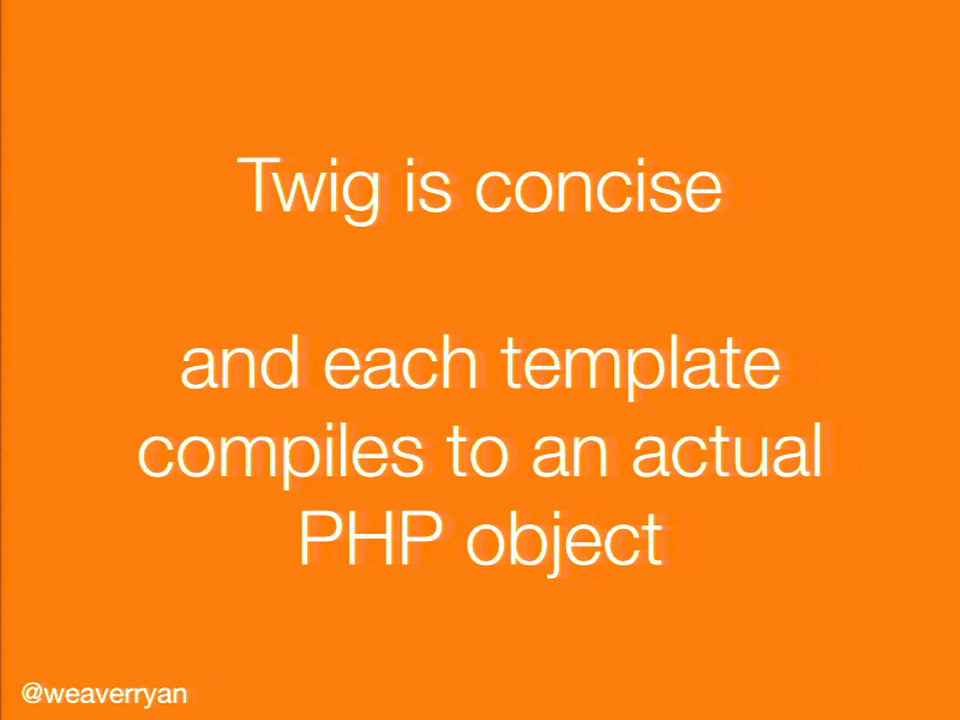 Twig is concise
and each template
compiles to an actual
PHP object
@weaverryan